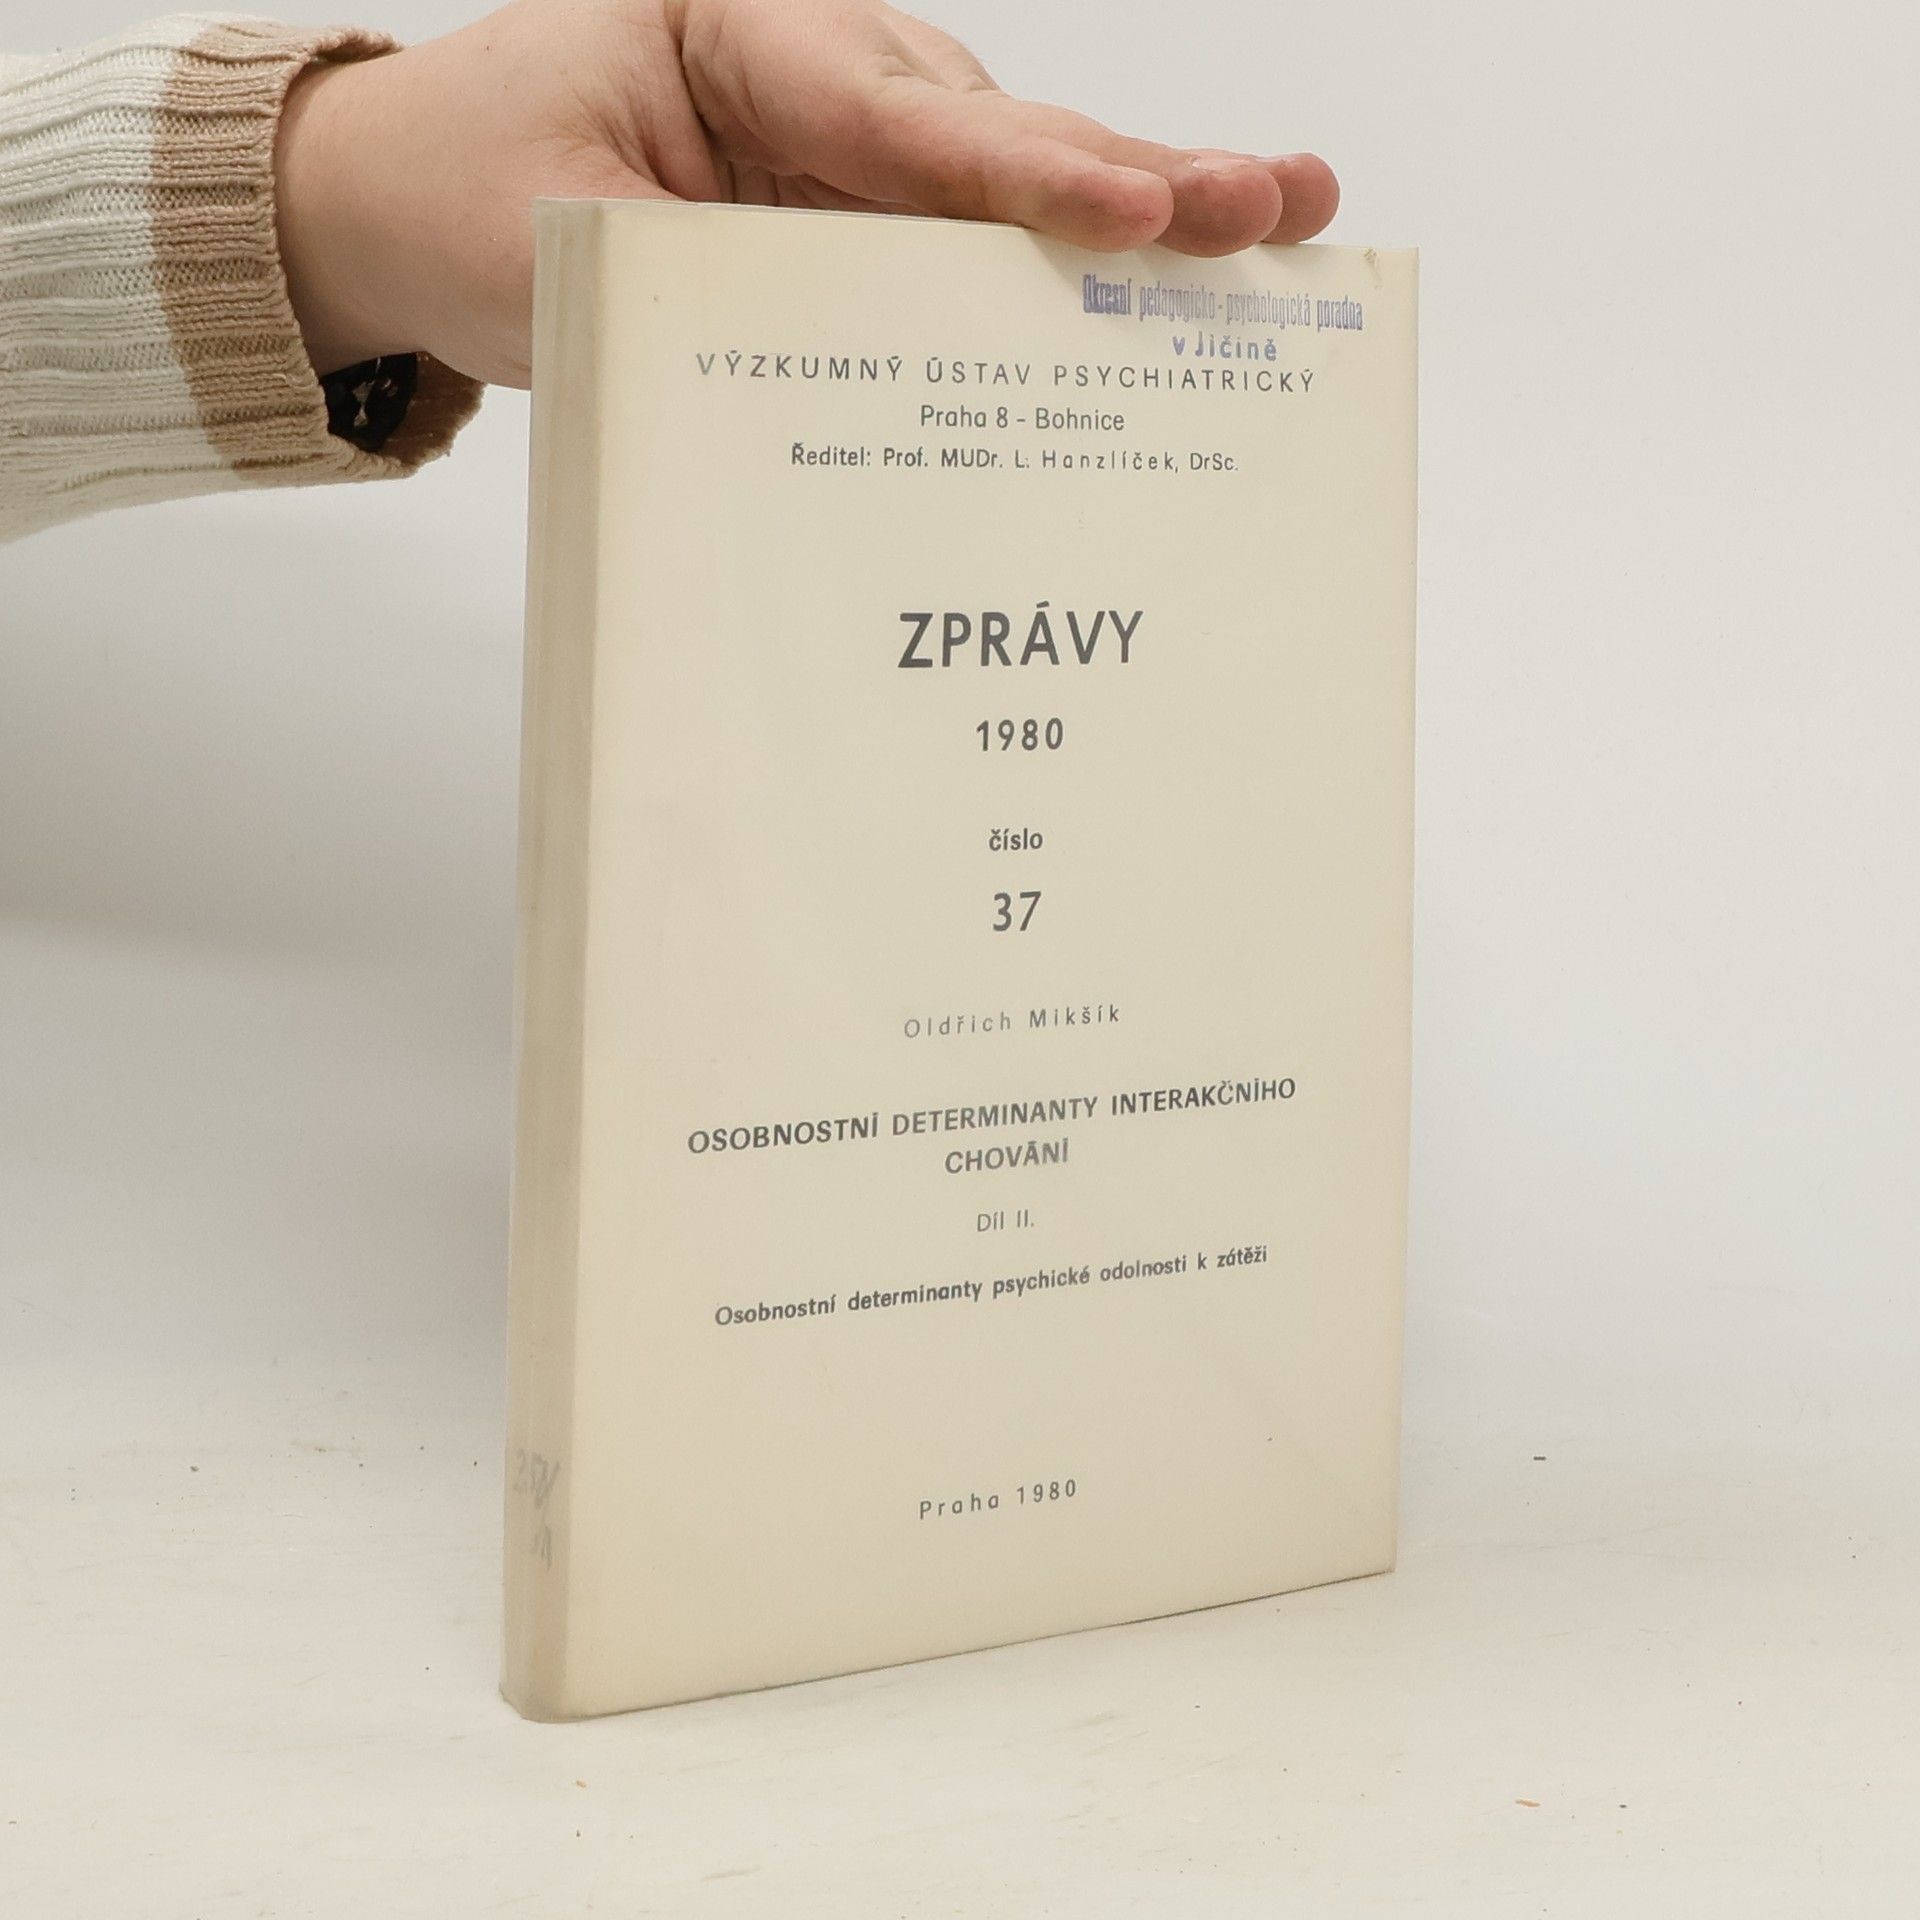 Okresní pedagogicko-psychologická poradna
v Jičíně
VÝZKUMNÝ ÚSTAV PSYCHIATRICKÝ
Praha 8 - Bohnice
Ředitel: Prof. MUDr. L. Hanzlíček, DrSc.
ZPRÁVY
1980
číslo
37
Oldřich Mikšík
OSOBNOSTNÍ DETERMINANTY INTERAKČNÍHO
CHOVÁNÍ
Díl II.
Osobnostní determinanty psychické odolnosti k zátěži
Praha 1980